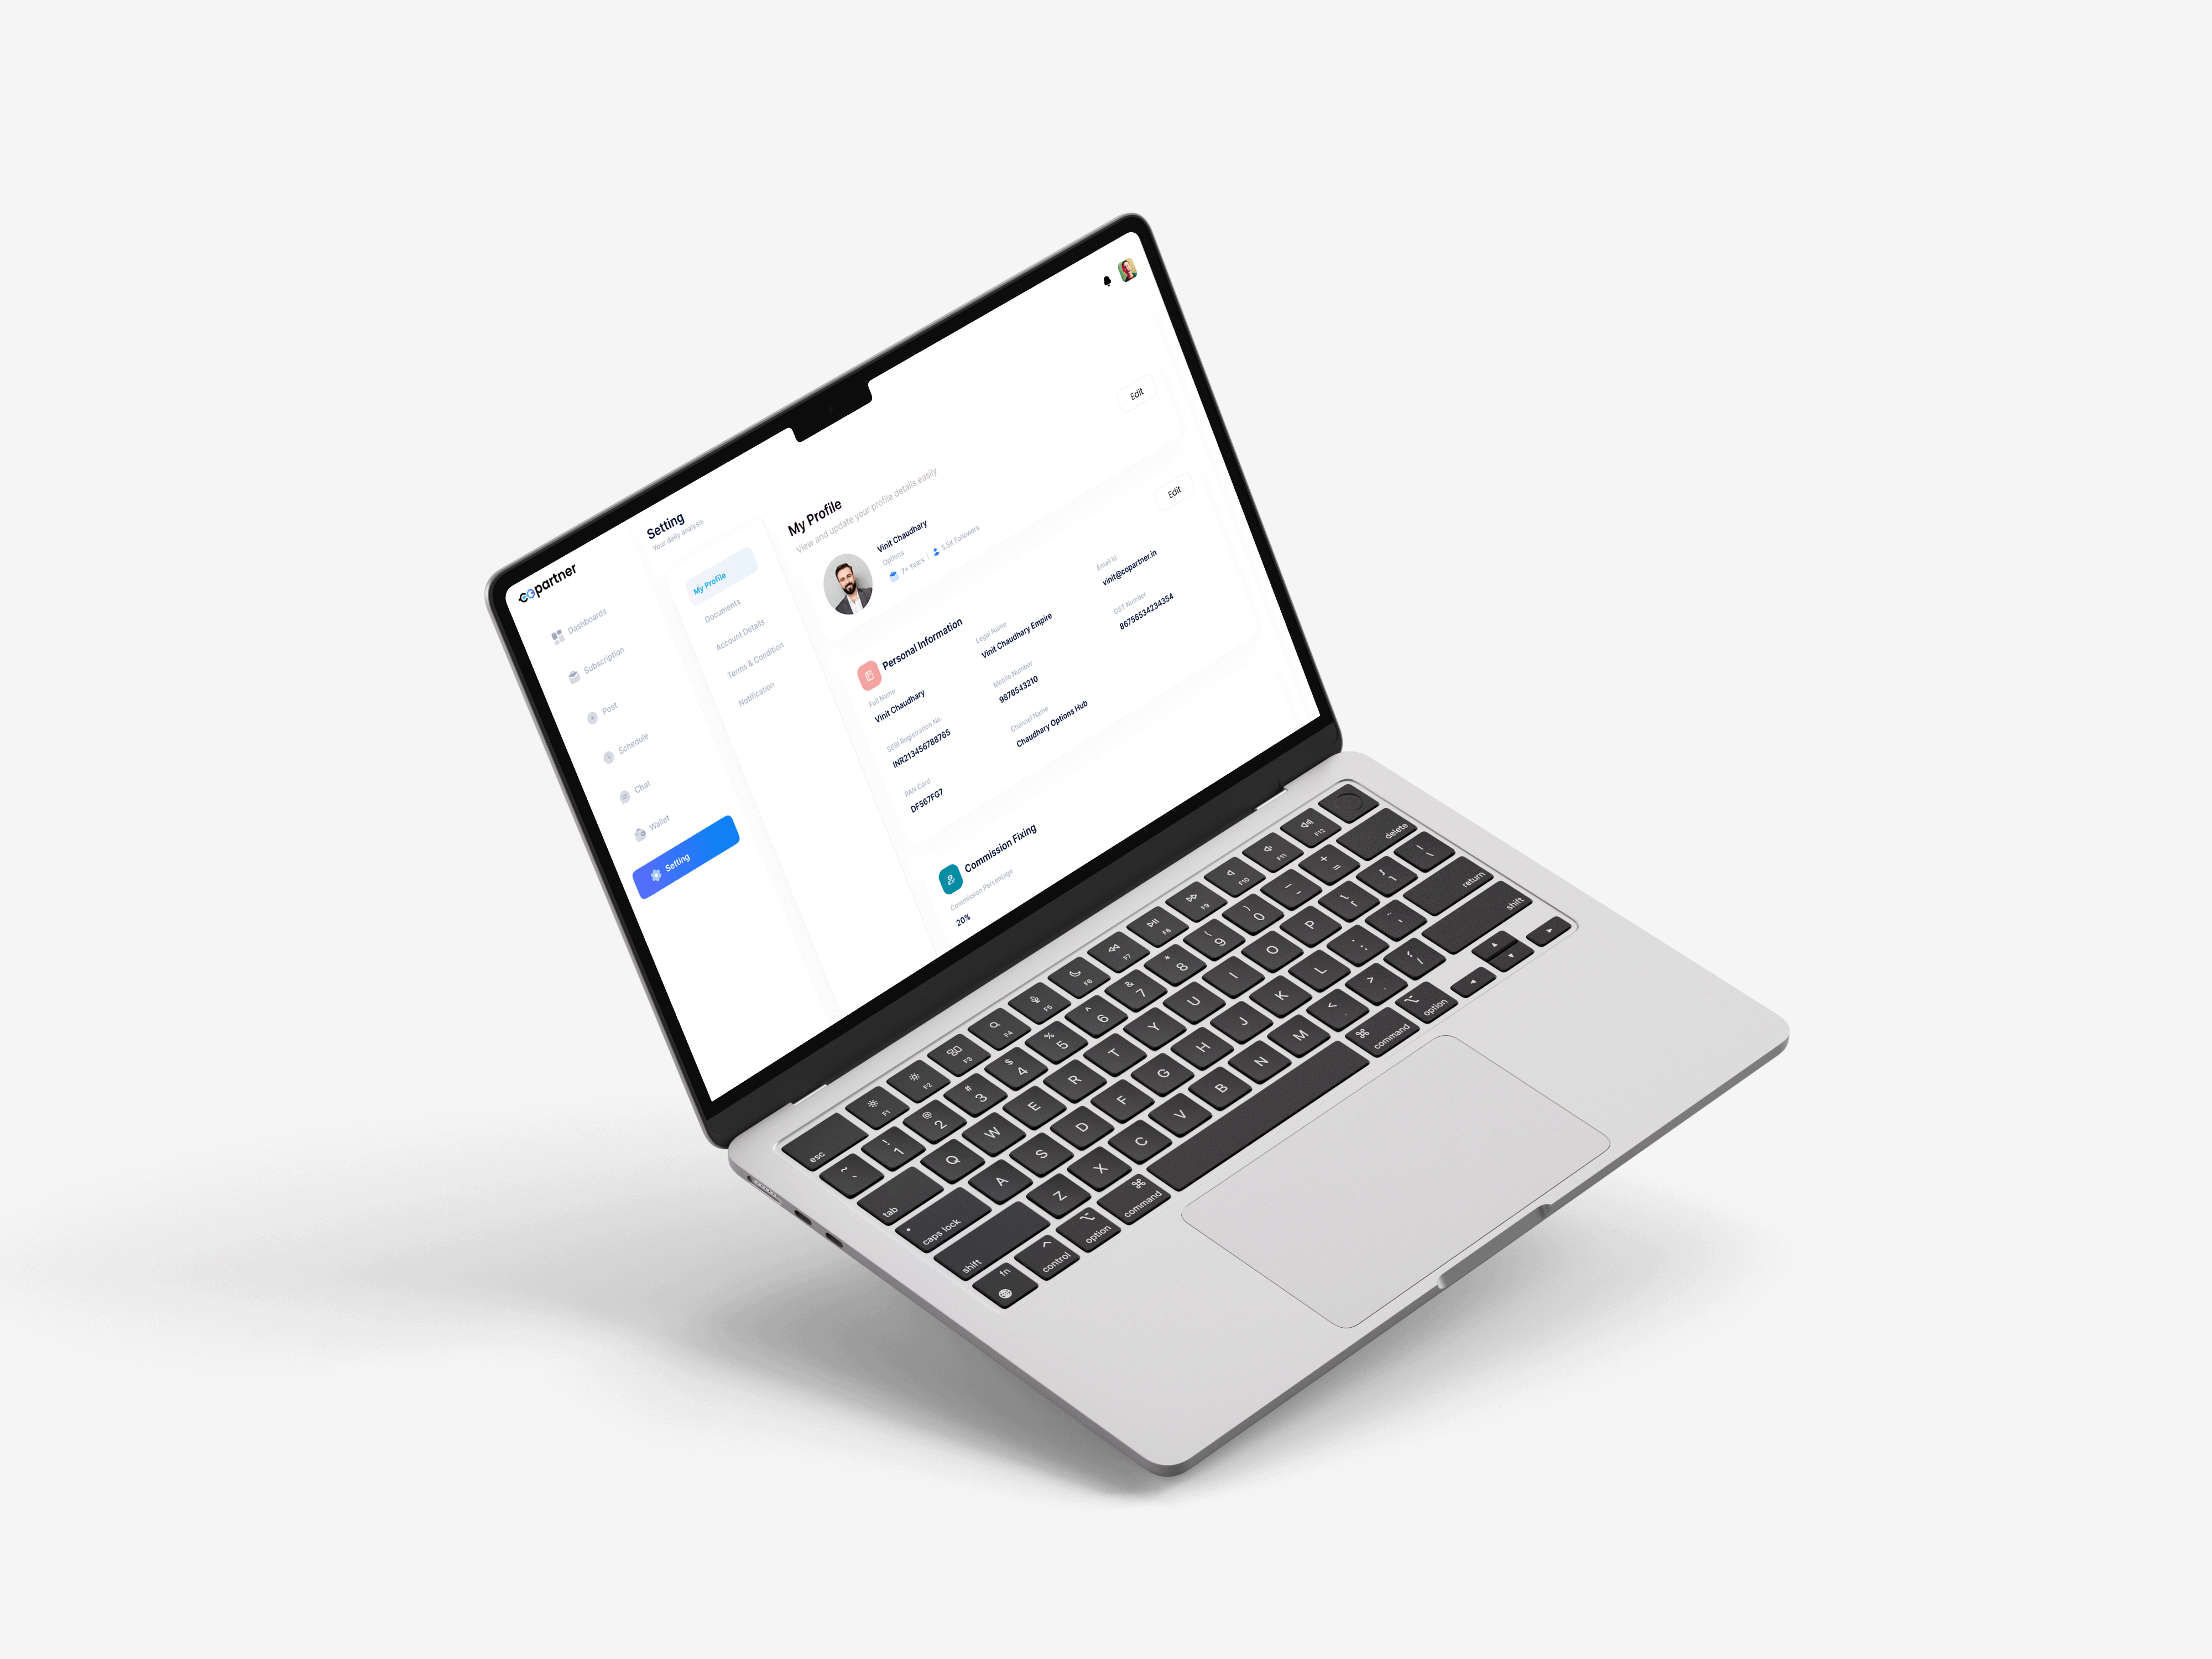 copartner
Dashboards
Subscription
Post
Schedule
Chat
Wallet
Setting
Setting
Your daily analysis
My Profile
Documents
Account Details
Terms & Condition
Notification
My Profile
View and update your profile details easily
Vinit Chaudhary
Options
7+ Years | 5.5K Followers
Edit
Personal Information
Edit
Full Name
Vinit Chaudhary
Legal Name
Vinit Chaudhary Empire
Email Id
vinit@copartner.in
SEBI Registration No.
INR213456788765
Mobile Number
9876543210
GST Number
86756534234354
PAN Card
DF567FG7
Channel Name
Chaudhary Options Hub
Commission Fixing
Commission Percentage
20%
esc F1 F2 F3 F4 F5 F6 F7 F8 F9 F10 F11 F12
~ ` ! 1 @ 2 # 3 $ 4 % 5 ^ 6 & 7 * 8 ( 9 ) 0 _ - + = delete
tab Q W E R T Y U I O P { [ } ] | \
caps lock A S D F G H J K L : ; " ' return
shift Z X C V B N M < , > . ? / shift
fn control option command command option